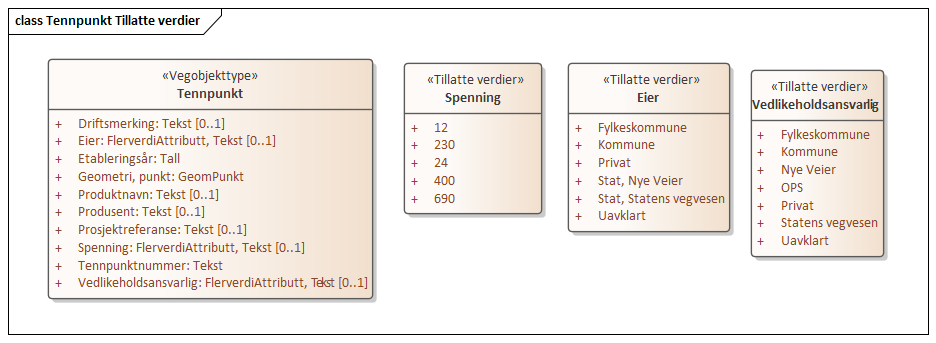 class Tennpunkt Tillatte verdier
«Vegobjekttype»
Tennpunkt
+ Driftsmerking: Tekst [0..1]
+ Eier: FlerverdiAttributt, Tekst [0..1]
+ Etableringsår: Tall
+ Geometri, punkt: GeomPunkt
+ Produktnavn: Tekst [0..1]
+ Produsent: Tekst [0..1]
+ Prosjektreferanse: Tekst [0..1]
+ Spenning: FlerverdiAttributt, Tekst [0..1]
+ Tennpunktnummer: Tekst
+ Vedlikeholdsansvarlig: FlerverdiAttributt, Tekst [0..1]
«Tillatte verdier»
Spenning
+ 12
+ 230
+ 24
+ 400
+ 690
«Tillatte verdier»
Eier
+ Fylkeskommune
+ Kommune
+ Privat
+ Stat, Nye Veier
+ Stat, Statens vegvesen
+ Uavklart
«Tillatte verdier»
Vedlikeholdsansvarlig
+ Fylkeskommune
+ Kommune
+ Nye Veier
+ OPS
+ Privat
+ Statens vegvesen
+ Uavklart